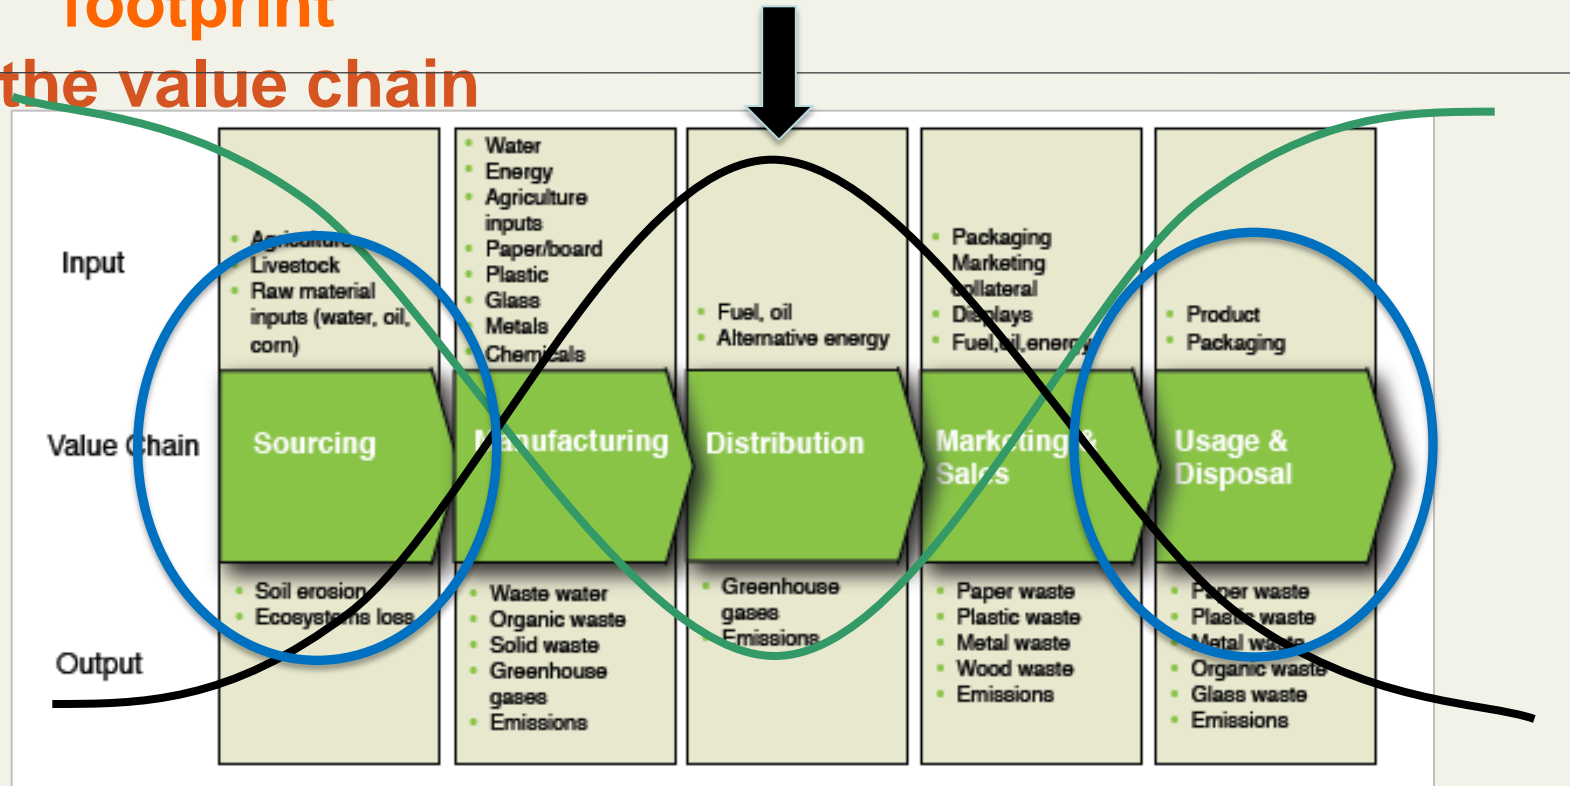 footprint
the value chain
Input
Agriculture
Livestock
Raw material
inputs (water, oil,
corn)
Water
Energy
Agriculture
inputs
Paper/board
Plastic
Glass
Metals
Chemicals
Fuel, oil
Alternative energy
Packaging
Marketing
collateral
Displays
Fuel,oil,energy
Product
Packaging
Value Chain
Sourcing
Manufacturing
Distribution
Marketing &
Sales
Usage &
Disposal
Output
Soil erosion
Ecosystems loss
Waste water
Organic waste
Solid waste
Greenhouse
gases
Emissions
Greenhouse
gases
Emissions
Paper waste
Plastic waste
Metal waste
Wood waste
Emissions
Paper waste
Plastic waste
Metal waste
Organic waste
Glass waste
Emissions